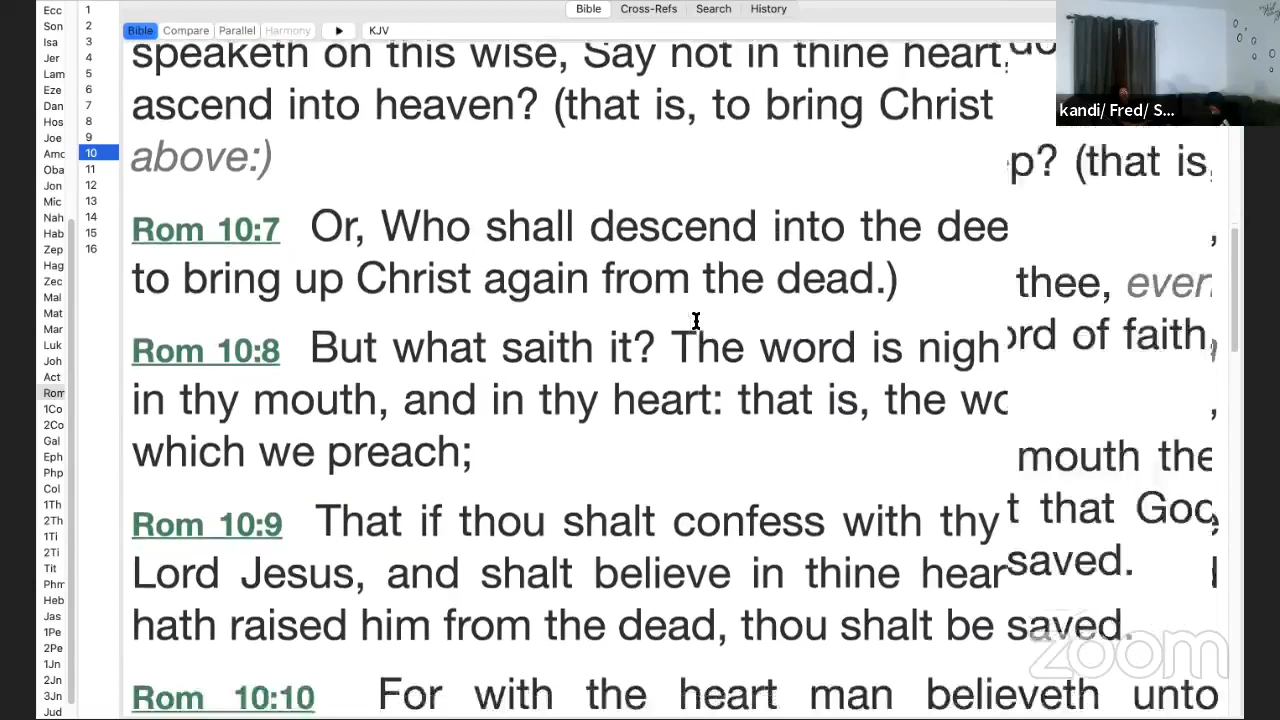 Bible Cross-Refs Search History
Bible Compare Parallel Harmony KJV
Ecc
Son
Isa
Jer
Lam
Eze
Dan
Hos
Joe
Amo
Oba
Jon
Mic
Nah
Hab
Zep
Hag
Zec
Mal
Mat
Mar
Luk
Joh
Act
Rom
1Co
2Co
Gal
Eph
Php
Col
1Th
2Th
1Ti
2Ti
Tit
Phm
Heb
Jas
1Pe
2Pe
1Jn
2Jn
3Jn
Jud
1
2
3
4
5
6
7
8
9
10
11
12
13
14
15
16
speaketh on this wise, Say not in thine heart,
ascend into heaven? (that is, to bring Christ
above:)
Rom 10:7 Or, Who shall descend into the dee
to bring up Christ again from the dead.)
Rom 10:8 But what saith it? The word is nigh
in thy mouth, and in thy heart: that is, the wo
which we preach;
Rom 10:9 That if thou shalt confess with thy
Lord Jesus, and shalt believe in thine hear
hath raised him from the dead, thou shalt be saved.
Rom 10:10 For with the heart man believeth unto
p? (that is,
thee, even
ord of faith,
mouth the
t that God
saved.
kandi/ Fred/ S...
zoom